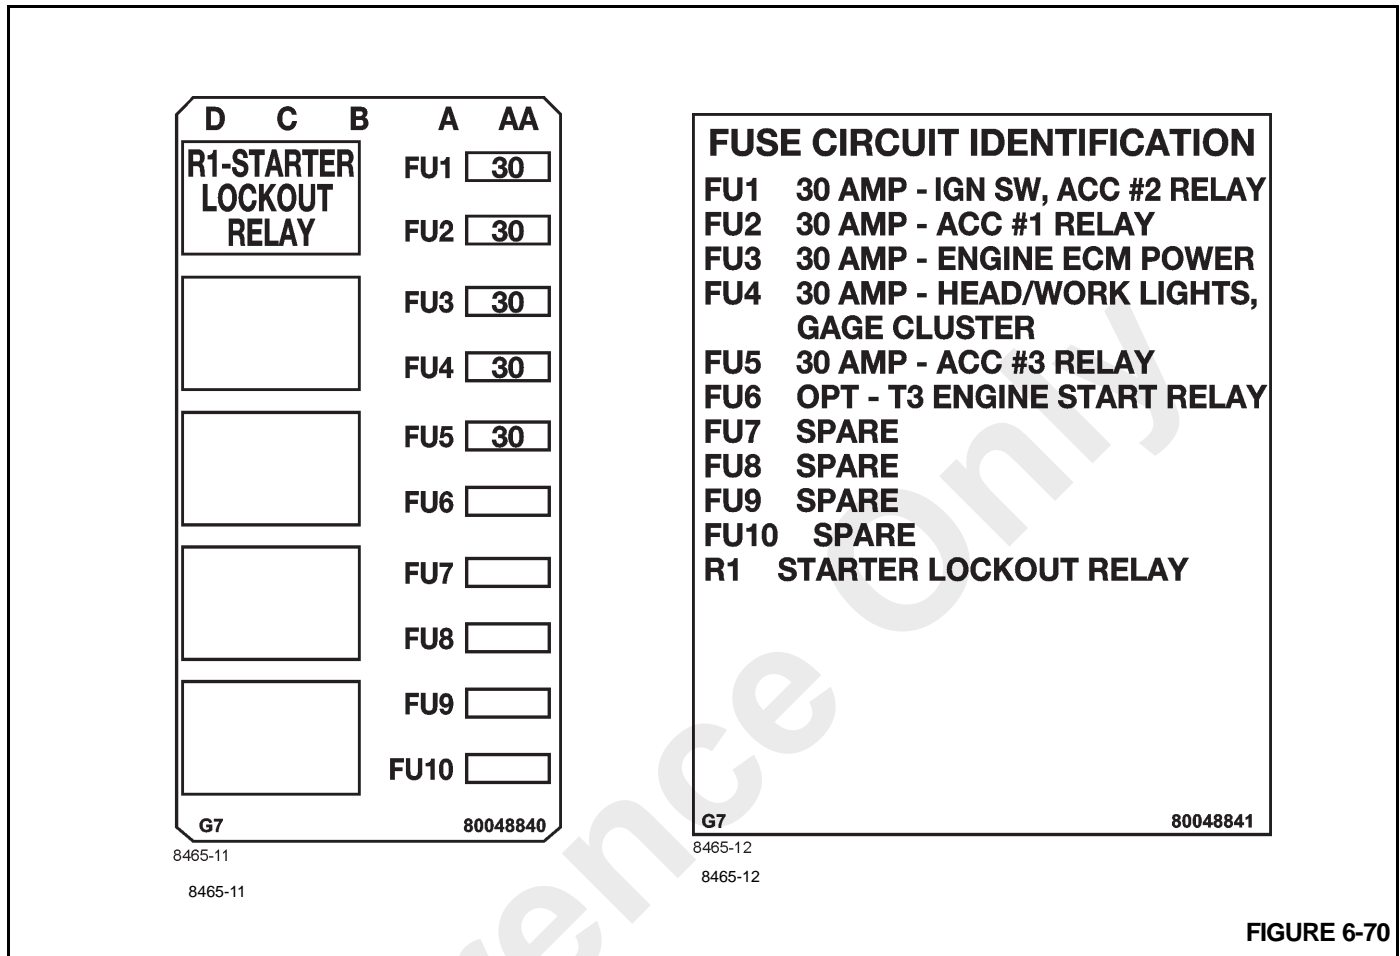 D C B A AA
R1-STARTER
LOCKOUT
RELAY
FU1 30
FU2 30
FU3 30
FU4 30
FU5 30
FU6
FU7
FU8
FU9
FU10
G7 80048840
8465-11
8465-11
FUSE CIRCUIT IDENTIFICATION
FU1 30 AMP - IGN SW, ACC #2 RELAY
FU2 30 AMP - ACC #1 RELAY
FU3 30 AMP - ENGINE ECM POWER
FU4 30 AMP - HEAD/WORK LIGHTS,
GAGE CLUSTER
FU5 30 AMP - ACC #3 RELAY
FU6 OPT - T3 ENGINE START RELAY
FU7 SPARE
FU8 SPARE
FU9 SPARE
FU10 SPARE
R1 STARTER LOCKOUT RELAY
G7 80048841
8465-12
8465-12
FIGURE 6-70
rence Only